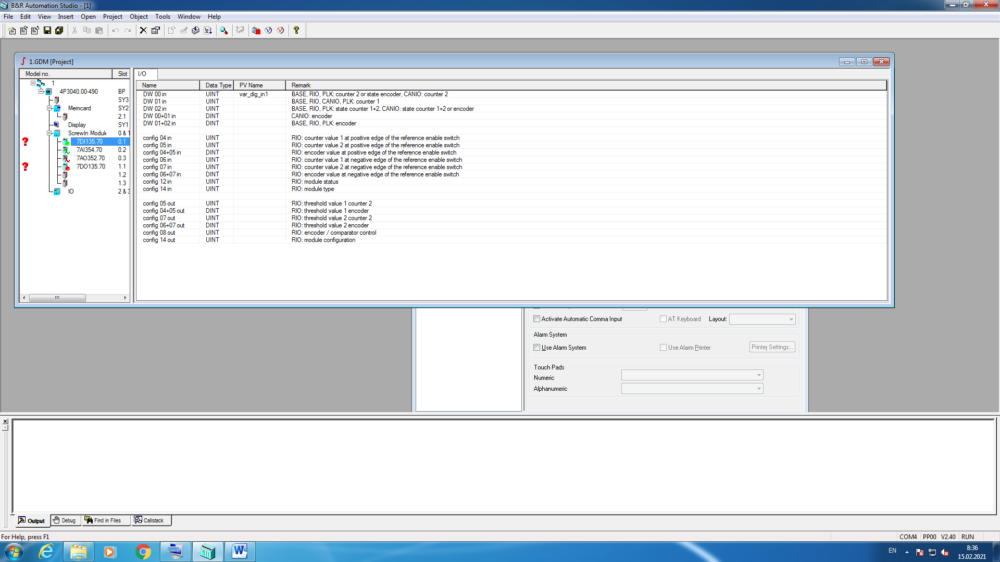 B&R Automation Studio - [1]
File Edit View Insert Open Project Object Tools Window Help
1.GDM [Project]
Model no. Slot
1
4P3040.00-490 BP
SY3
Memcard SY2
2.1
Display SY1
ScrewIn Module 0 & 1
7DI135.70 0.1
7AI354.70 0.2
7AO352.70 0.3
7DO135.70 1.1
1.2
1.3
IO 2 & 3
I/O
Name Data Type PV Name Remark
DW 00 in UINT var_dig_in1 BASE, RIO, PLK: counter 2 or state encoder, CANIO: counter 2
DW 01 in UINT BASE, RIO, CANIO, PLK: counter 1
DW 02 in UINT BASE, RIO, PLK: state counter 1+2, CANIO: state counter 1+2 or encoder
DW 00+01 in DINT CANIO: encoder
DW 01+02 in DINT BASE, RIO, PLK: encoder
config 04 in UINT RIO: counter value 1 at positive edge of the reference enable switch
config 05 in UINT RIO: counter value 2 at positive edge of the reference enable switch
config 04+05 in DINT RIO: encoder value at positive edge of the reference enable switch
config 06 in UINT RIO: counter value 1 at negative edge of the reference enable switch
config 07 in UINT RIO: counter value 2 at negative edge of the reference enable switch
config 06+07 in DINT RIO: encoder value at negative edge of the reference enable switch
config 12 in UINT RIO: module status
config 14 in UINT RIO: module type
config 05 out UINT RIO: threshold value 1 counter 2
config 04+05 out DINT RIO: threshold value 1 encoder
config 07 out UINT RIO: threshold value 2 counter 2
config 06+07 out DINT RIO: threshold value 2 encoder
config 08 out UINT RIO: encoder / comparator control
config 14 out UINT RIO: module configuration
Activate Automatic Comma Input AT Keyboard Layout:
Alarm System
Use Alarm System Use Alarm Printer Printer Settings...
Touch Pads
Numeric
Alphanumeric
Output Debug Find in Files Callstack
For Help, press F1
COM4 PP00 V2.40 RUN
EN
8:36
15.02.2021